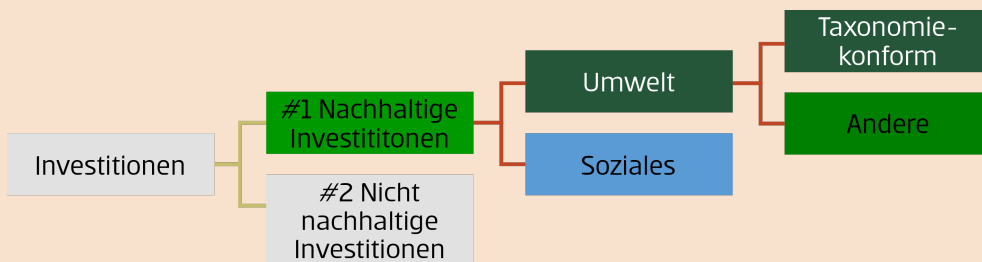 Investitionen
#1 Nachhaltige
Investititonen
#2 Nicht
nachhaltige
Investitionen
Umwelt
Soziales
Taxonomie-
konform
Andere